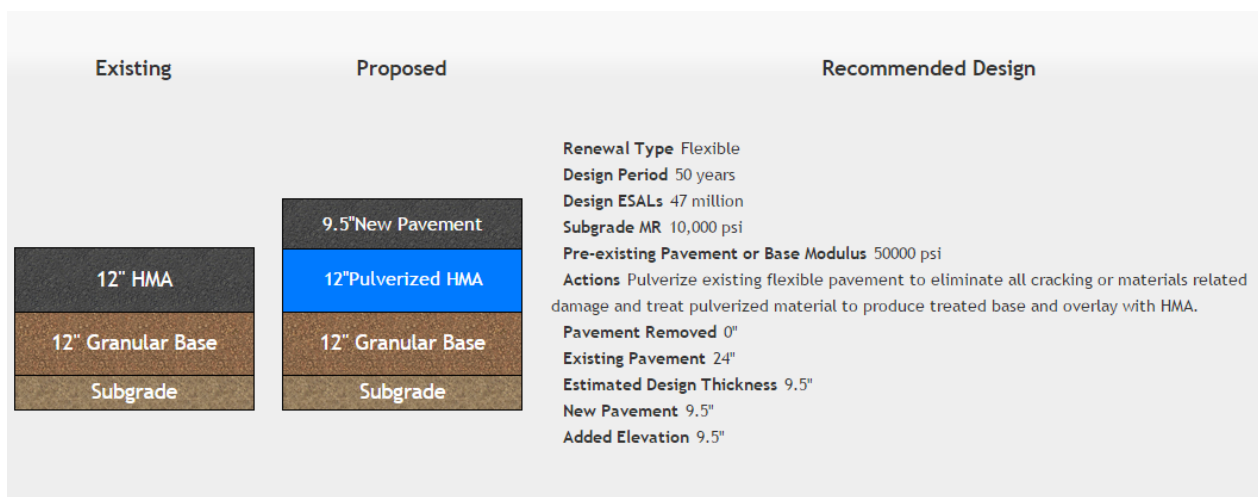 Existing
Proposed
Recommended Design
12" HMA
12" Granular Base
Subgrade
9.5"New Pavement
12"Pulverized HMA
12" Granular Base
Subgrade
Renewal Type Flexible
Design Period 50 years
Design ESALs 47 million
Subgrade MR 10,000 psi
Pre-existing Pavement or Base Modulus 50000 psi
Actions Pulverize existing flexible pavement to eliminate all cracking or materials related
damage and treat pulverized material to produce treated base and overlay with HMA.
Pavement Removed 0"
Existing Pavement 24"
Estimated Design Thickness 9.5"
New Pavement 9.5"
Added Elevation 9.5"